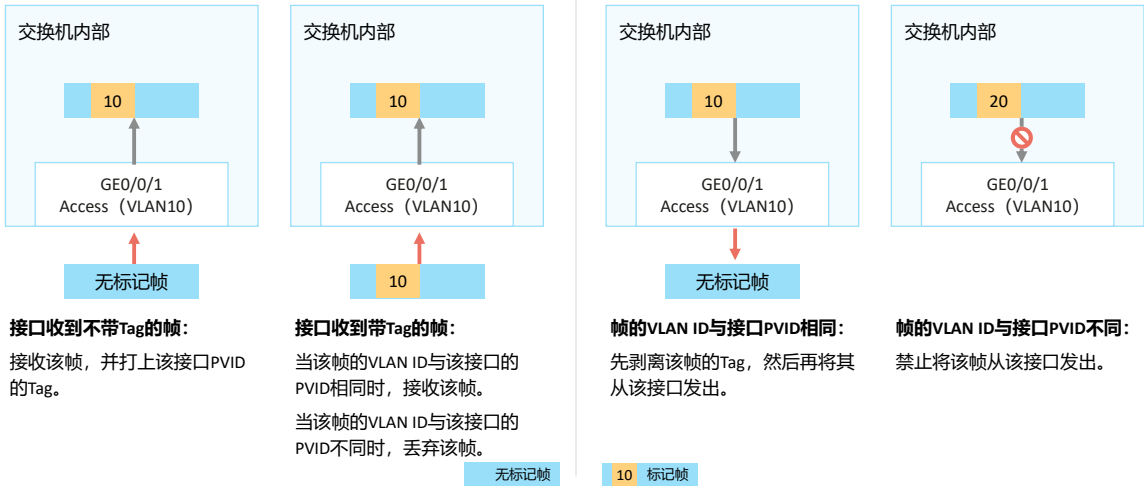 交换机内部
10
GE0/0/1
Access（VLAN10）
无标记帧
接口收到不带Tag的帧：
接收该帧，并打上该接口PVID
的Tag。
交换机内部
10
GE0/0/1
Access（VLAN10）
10
接口收到带Tag的帧：
当该帧的VLAN ID与该接口的
PVID相同时，接收该帧。
当该帧的VLAN ID与该接口的
PVID不同时，丢弃该帧。
交换机内部
10
GE0/0/1
Access（VLAN10）
无标记帧
帧的VLAN ID与接口PVID相同：
先剥离该帧的Tag，然后再将其
从该接口发出。
交换机内部
20
GE0/0/1
Access（VLAN10）
帧的VLAN ID与接口PVID不同：
禁止将该帧从该接口发出。
无标记帧
10 标记帧